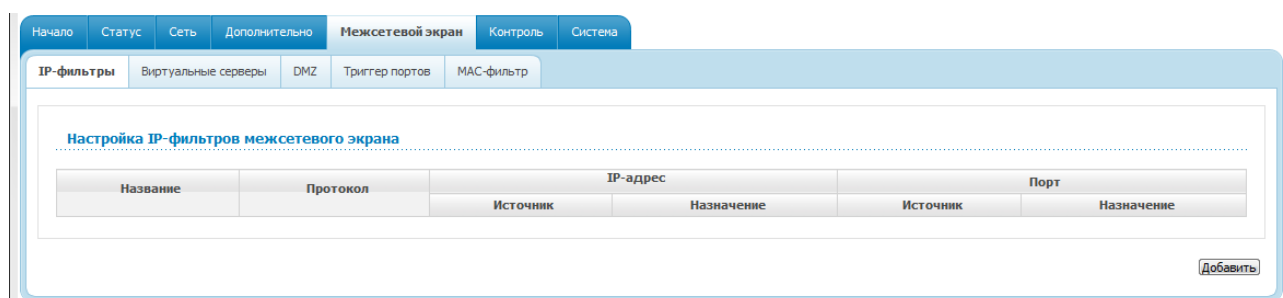 Начало Статус Сеть Дополнительно Межсетевой экран Контроль Система
IP-фильтры Виртуальные серверы DMZ Триггер портов MAC-фильтр
Настройка IP-фильтров межсетевого экрана
Название Протокол IP-адрес Порт
Источник Назначение Источник Назначение
Добавить